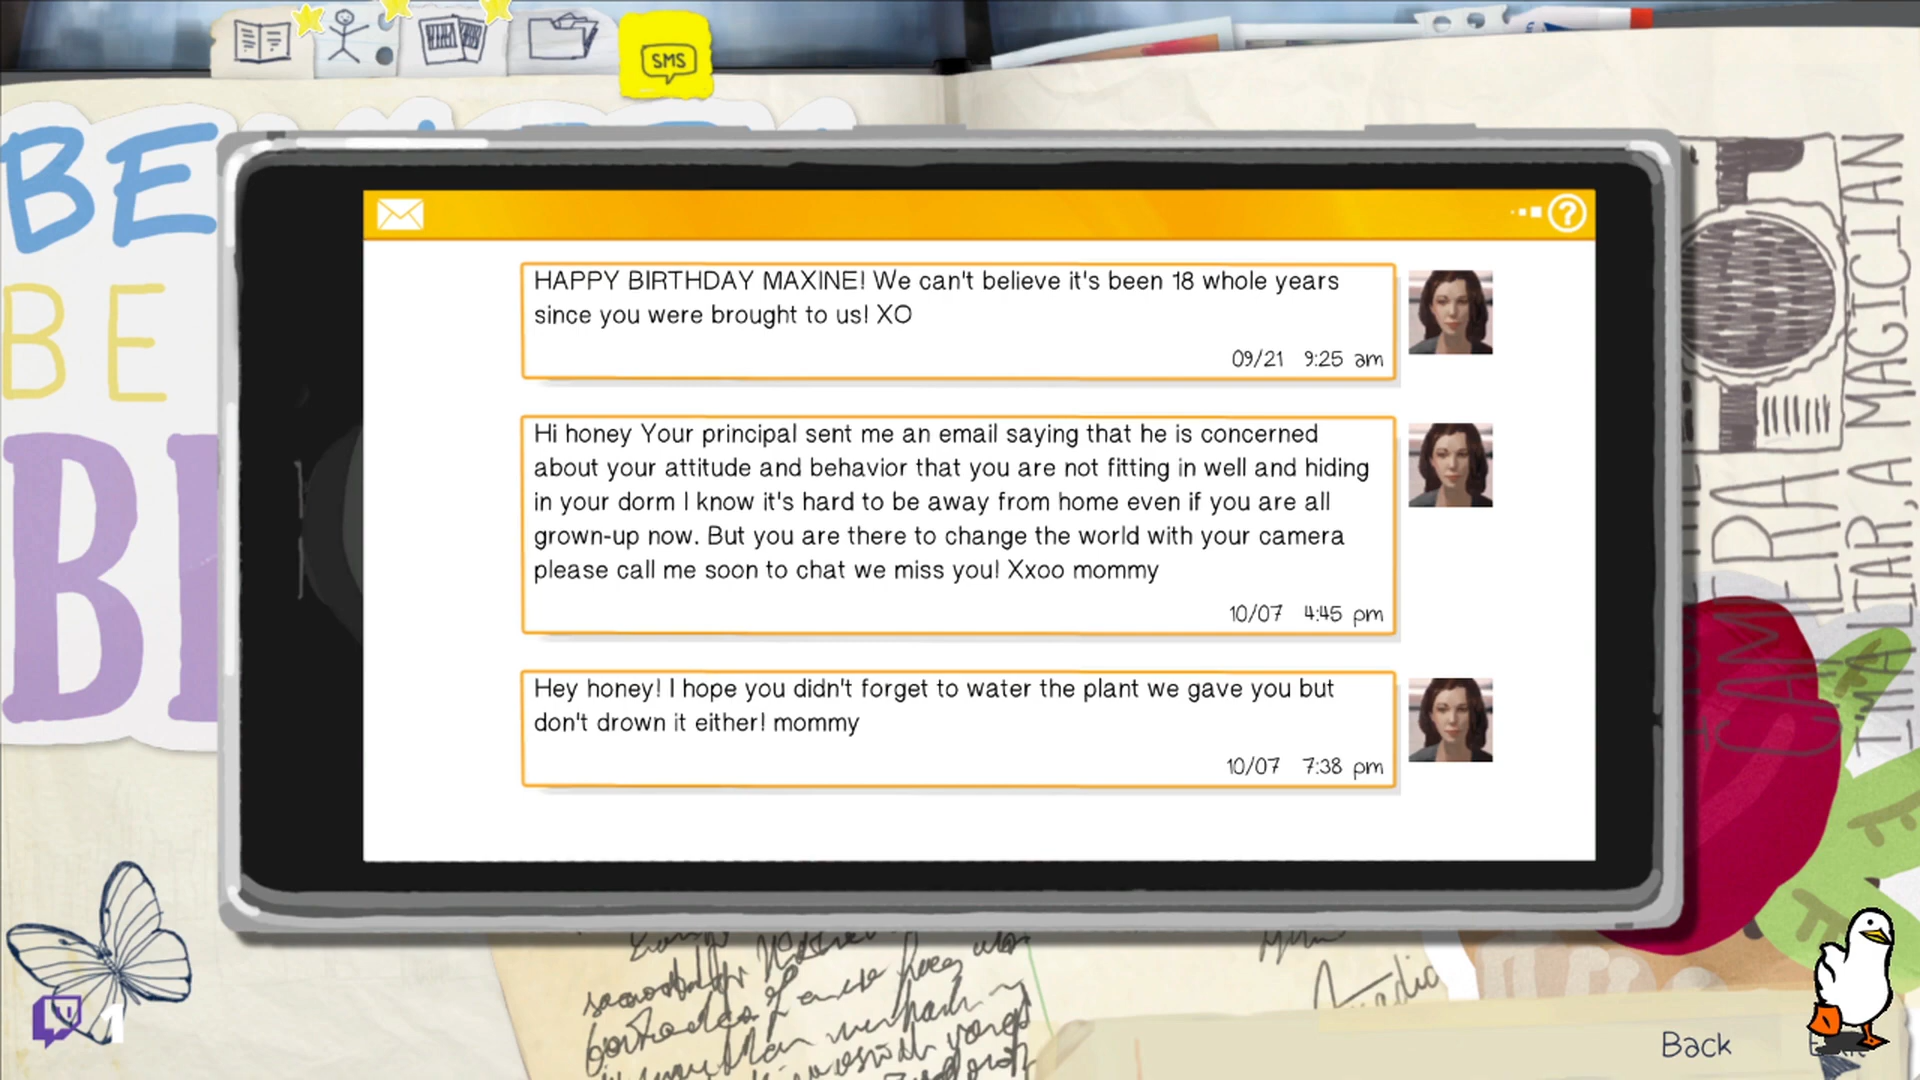 SMS
BE
BE
HAPPY BIRTHDAY MAXINE! We can't believe it's been 18 whole years
since you were brought to us! XO
09/21 9:25 am
Hi honey Your principal sent me an email saying that he is concerned
about your attitude and behavior that you are not fitting in well and hiding
in your dorm I know it's hard to be away from home even if you are all
grown-up now. But you are there to change the world with your camera
please call me soon to chat we miss you! Xxoo mommy
10/07 4:45 pm
Hey honey! I hope you didn't forget to water the plant we gave you but
don't drown it either! mommy
10/07 7:38 pm
CAMERA
I'M A LIAR, A MAGICIAN
1
Back